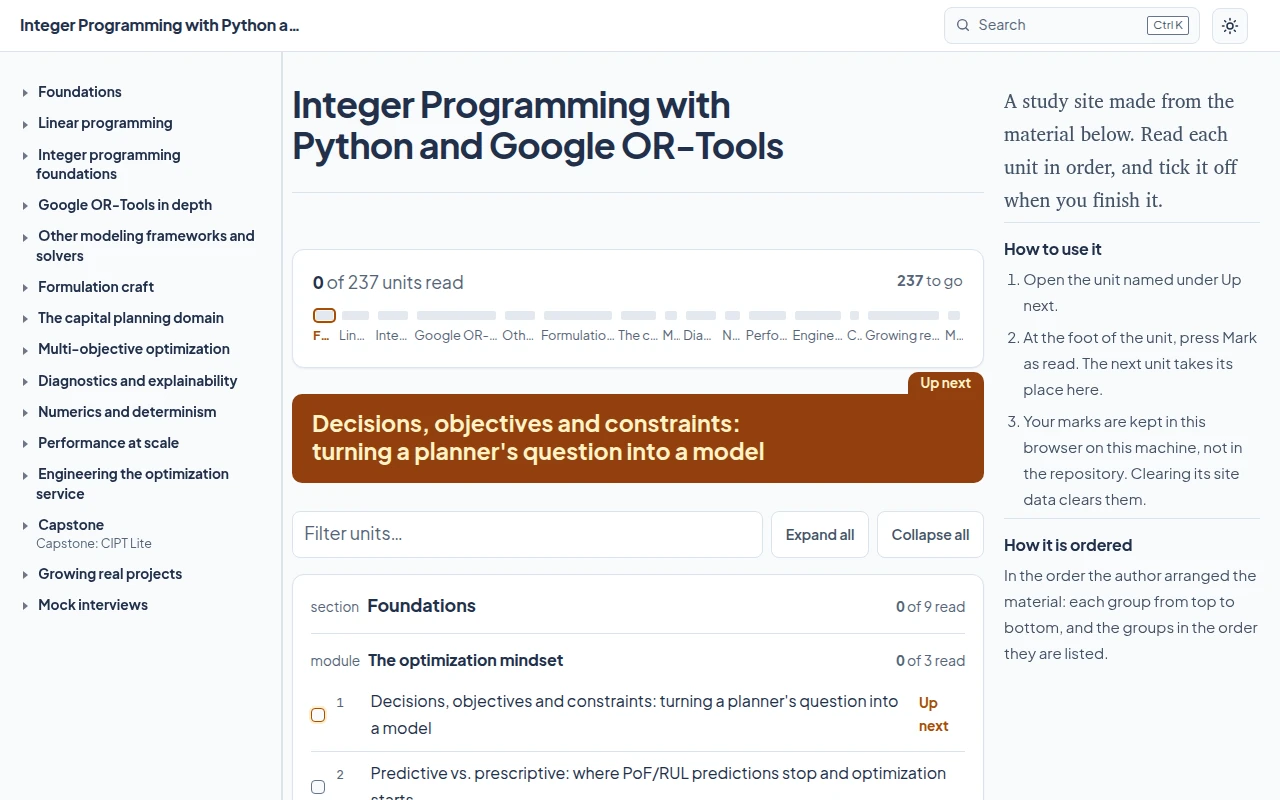 Integer Programming with Python a…
Search
Ctrl K
Foundations
Linear programming
Integer programming
foundations
Google OR-Tools in depth
Other modeling frameworks and
solvers
Formulation craft
The capital planning domain
Multi-objective optimization
Diagnostics and explainability
Numerics and determinism
Performance at scale
Engineering the optimization
service
Capstone
Capstone: CIPT Lite
Growing real projects
Mock interviews
Integer Programming with
Python and Google OR-Tools
0 of 237 units read
237 to go
F… Lin… Inte… Google OR-… Oth… Formulatio… The c… M… Dia… N… Perfo… Engine… C… Growing re… M…
Up next
Decisions, objectives and constraints:
turning a planner's question into a model
Filter units…
Expand all
Collapse all
section Foundations
0 of 9 read
module The optimization mindset
0 of 3 read
1 Decisions, objectives and constraints: turning a planner's question into
a model
Up
next
2 Predictive vs. prescriptive: where PoF/RUL predictions stop and optimization
starts
A study site made from the
material below. Read each
unit in order, and tick it off
when you finish it.
How to use it
1. Open the unit named under Up
next.
2. At the foot of the unit, press Mark
as read. The next unit takes its
place here.
3. Your marks are kept in this
browser on this machine, not in
the repository. Clearing its site
data clears them.
How it is ordered
In the order the author arranged the
material: each group from top to
bottom, and the groups in the order
they are listed.